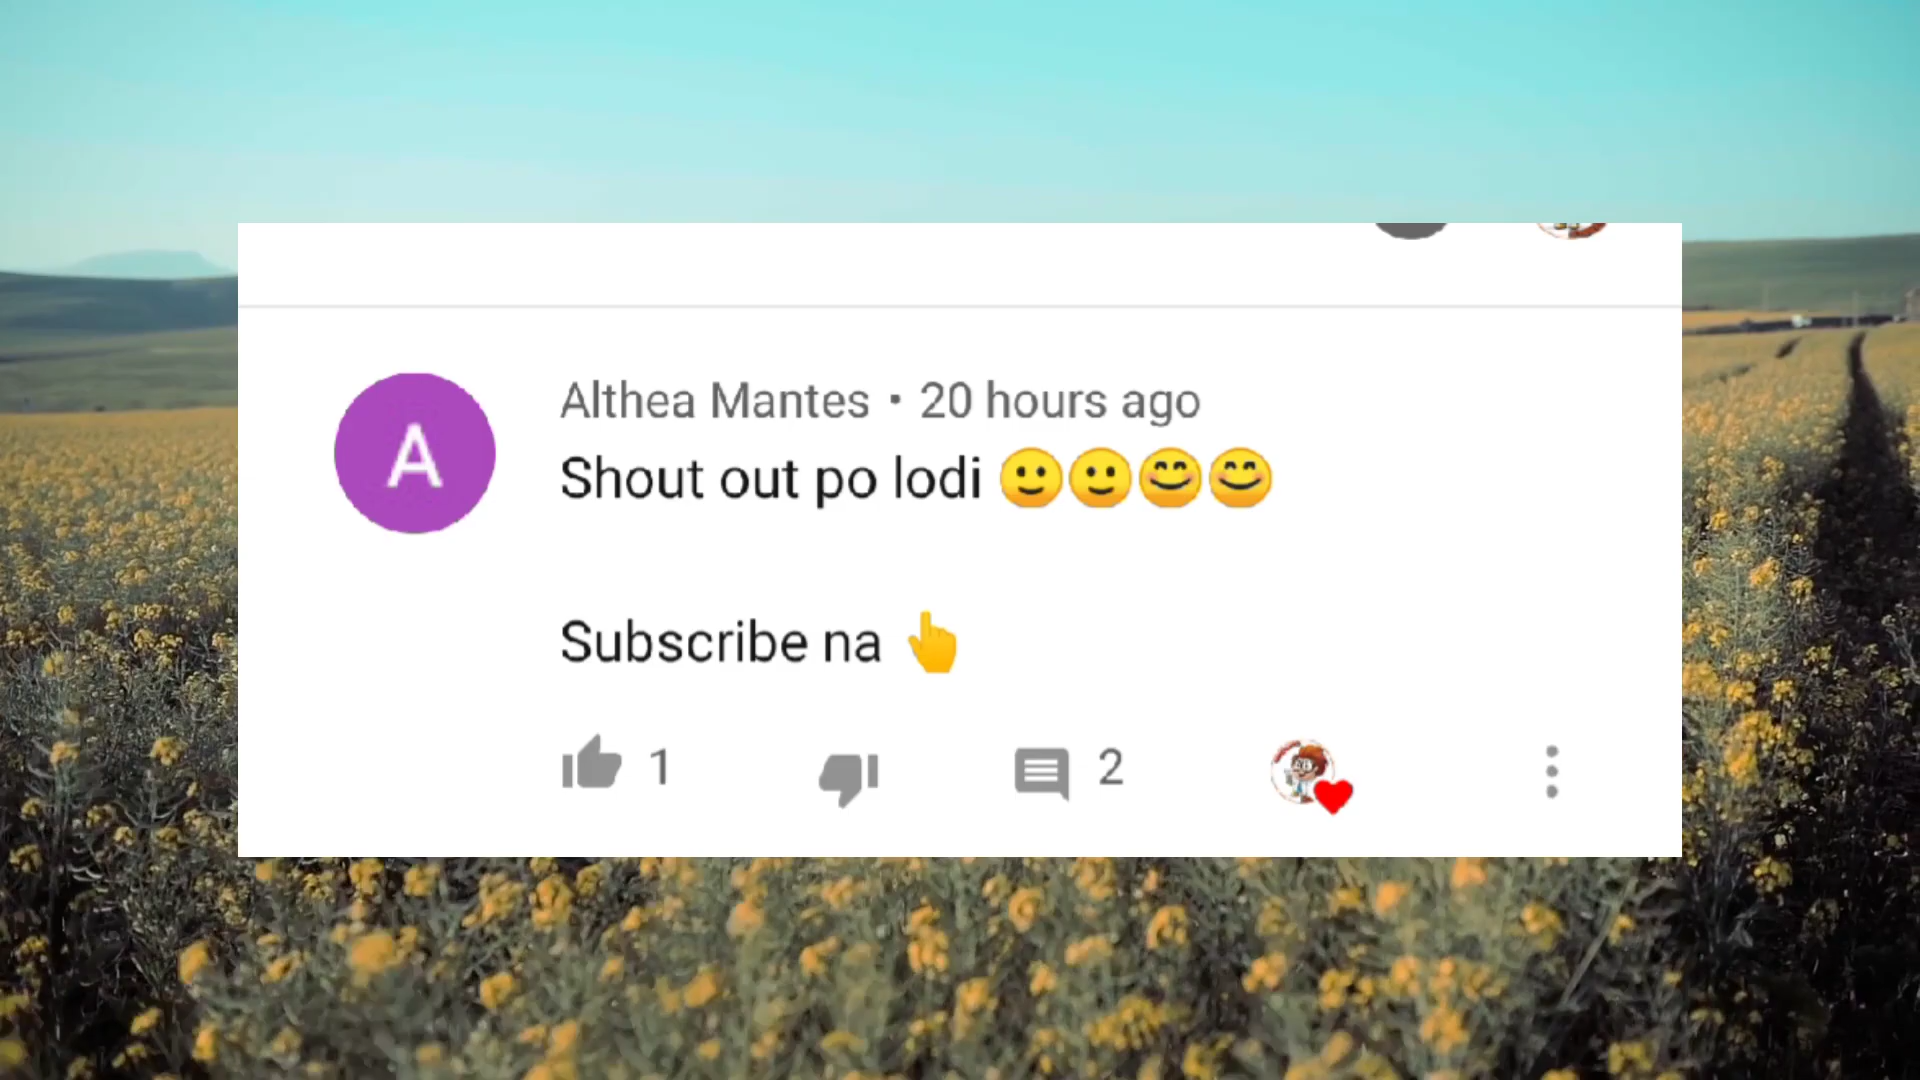 A
Althea Mantes • 20 hours ago
Shout out po lodi 🙂🙂😊😊
Subscribe na 👆
1
2